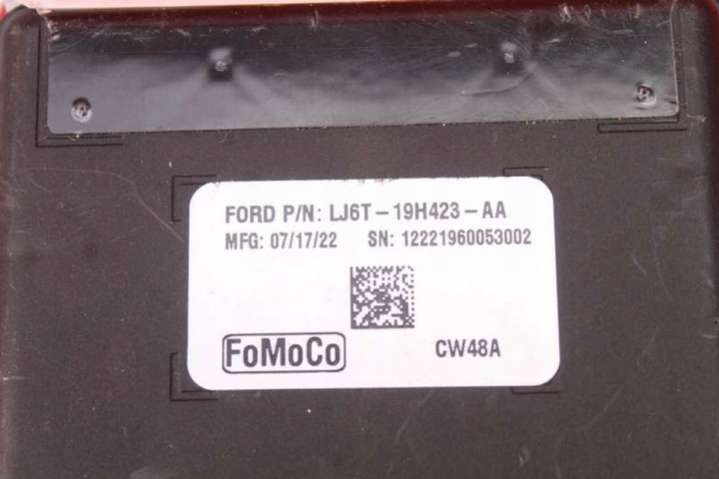 FORD P/N: LJ6T-19H423-AA
MFG: 07/17/22 SN: 12221960053002
FoMoCo CW48A